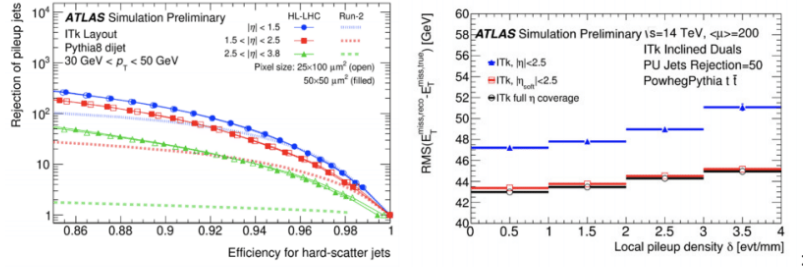 ATLAS Simulation Preliminary
ITk Layout
Pythia8 dijet
30 GeV < pT < 50 GeV
HL-LHC Run-2
|η| < 1.5
1.5 < |η| < 2.5
2.5 < |η| < 3.8
Pixel size: 25×100 μm² (open)
50×50 μm² (filled)
Rejection of pileup jets
10⁴
10³
10²
10
1
0.86 0.88 0.9 0.92 0.94 0.96 0.98 1
Efficiency for hard-scatter jets
ATLAS Simulation Preliminary √s=14 TeV, <μ>=200
ITk Inclined Duals
PU Jets Rejection=50
PowhegPythia t t̄
ITk, |η|<2.5
ITk, |ηsoft|<2.5
ITk full η coverage
RMS(ET^miss,reco-ET^miss,true) [GeV]
60
58
56
54
52
50
48
46
44
42
40
0 0.5 1 1.5 2 2.5 3 3.5 4
Local pileup density δ [evt/mm]